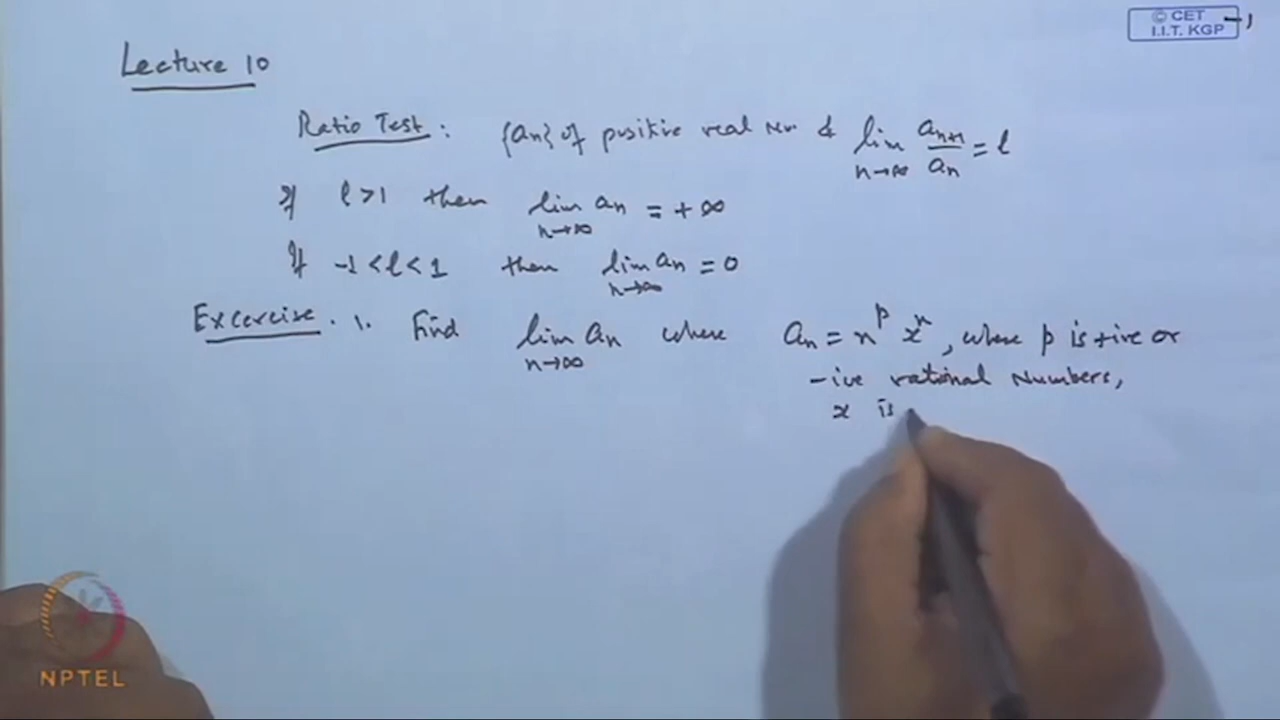 © CET
I.I.T. KGP
Lecture 10
Ratio Test : {an} of positive real Nr & lim n→∞ an+1/an = l
If l > 1 then lim n→∞ an = +∞
If -1 < l < 1 then lim n→∞ an = 0
Excercise. 1. Find lim n→∞ an where an = n^p x^n, where p is +ive or
-ive rational Numbers,
x is
NPTEL